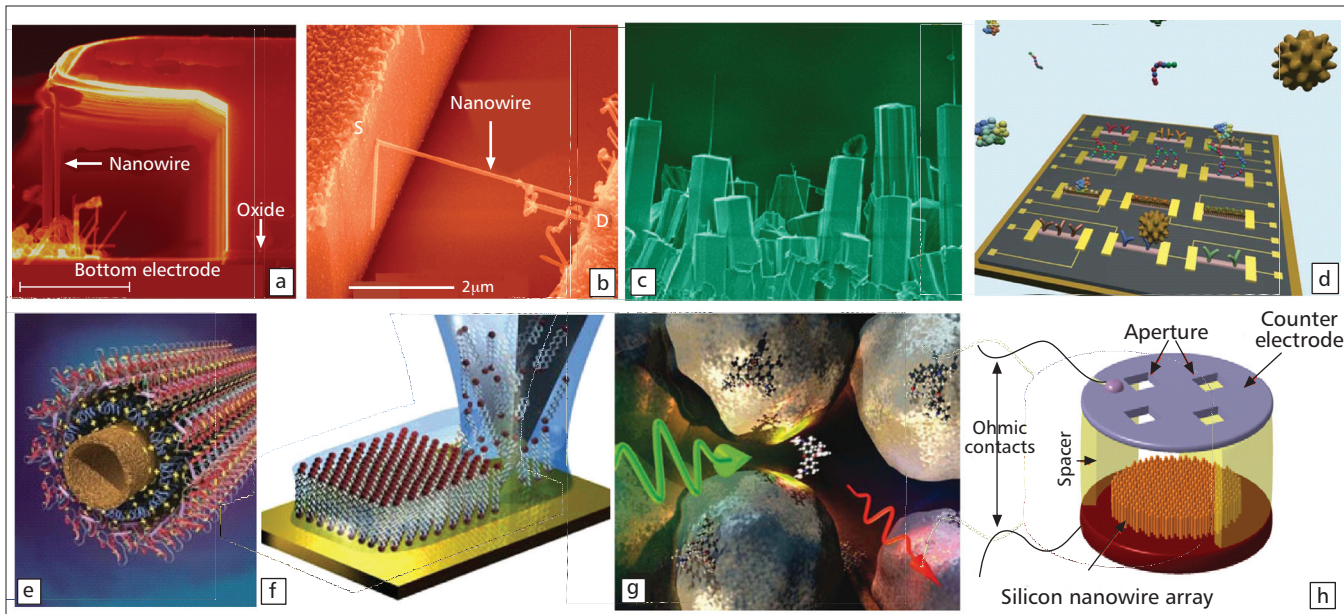 Nanowire
Oxide
Bottom electrode
a
S
Nanowire
D
2μm
b
c
d
e
f
g
Aperture
Counter
electrode
Ohmic
contacts
Spacer
Silicon nanowire array
h